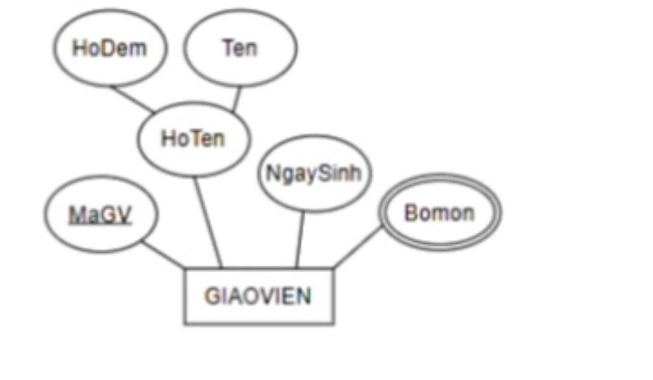 HoDem
Ten
HoTen
NgaySinh
MaGV
Bomon
GIAOVIEN